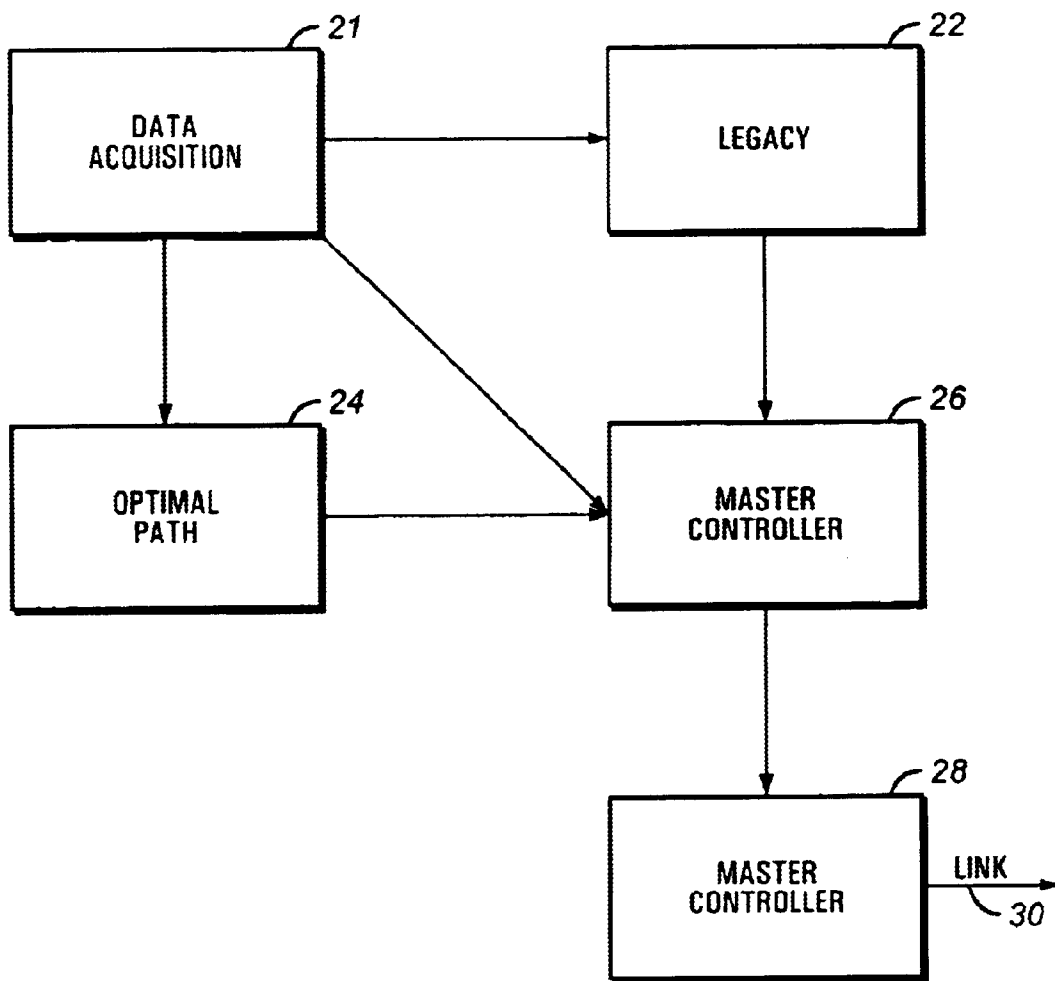 21
DATA
ACQUISITION
22
LEGACY
24
OPTIMAL
PATH
26
MASTER
CONTROLLER
28
MASTER
CONTROLLER
LINK
30